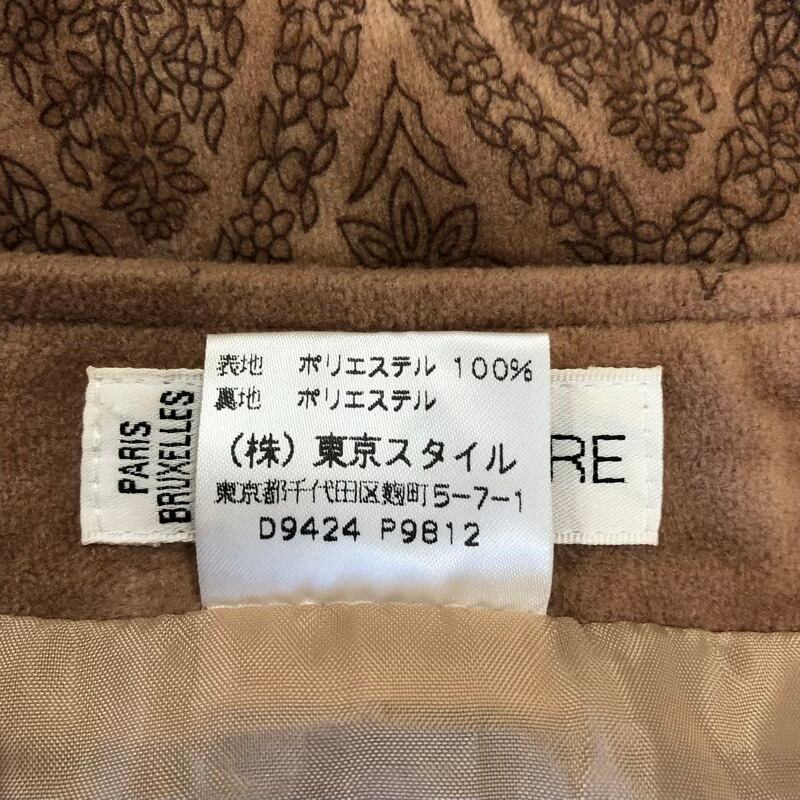 PARIS
BRUXELLES
表地 ポリエステル 100%
裏地 ポリエステル
(株) 東京スタイル
東京都千代田区麹町5-7-1
D9424 P9812
RE